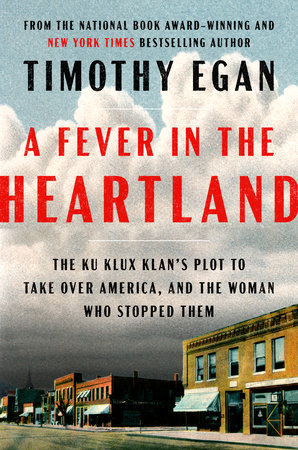 FROM THE NATIONAL BOOK AWARD–WINNING AND
NEW YORK TIMES BESTSELLING AUTHOR
TIMOTHY EGAN
A FEVER IN THE
HEARTLAND
THE KU KLUX KLAN'S PLOT TO
TAKE OVER AMERICA, AND THE WOMAN
WHO STOPPED THEM